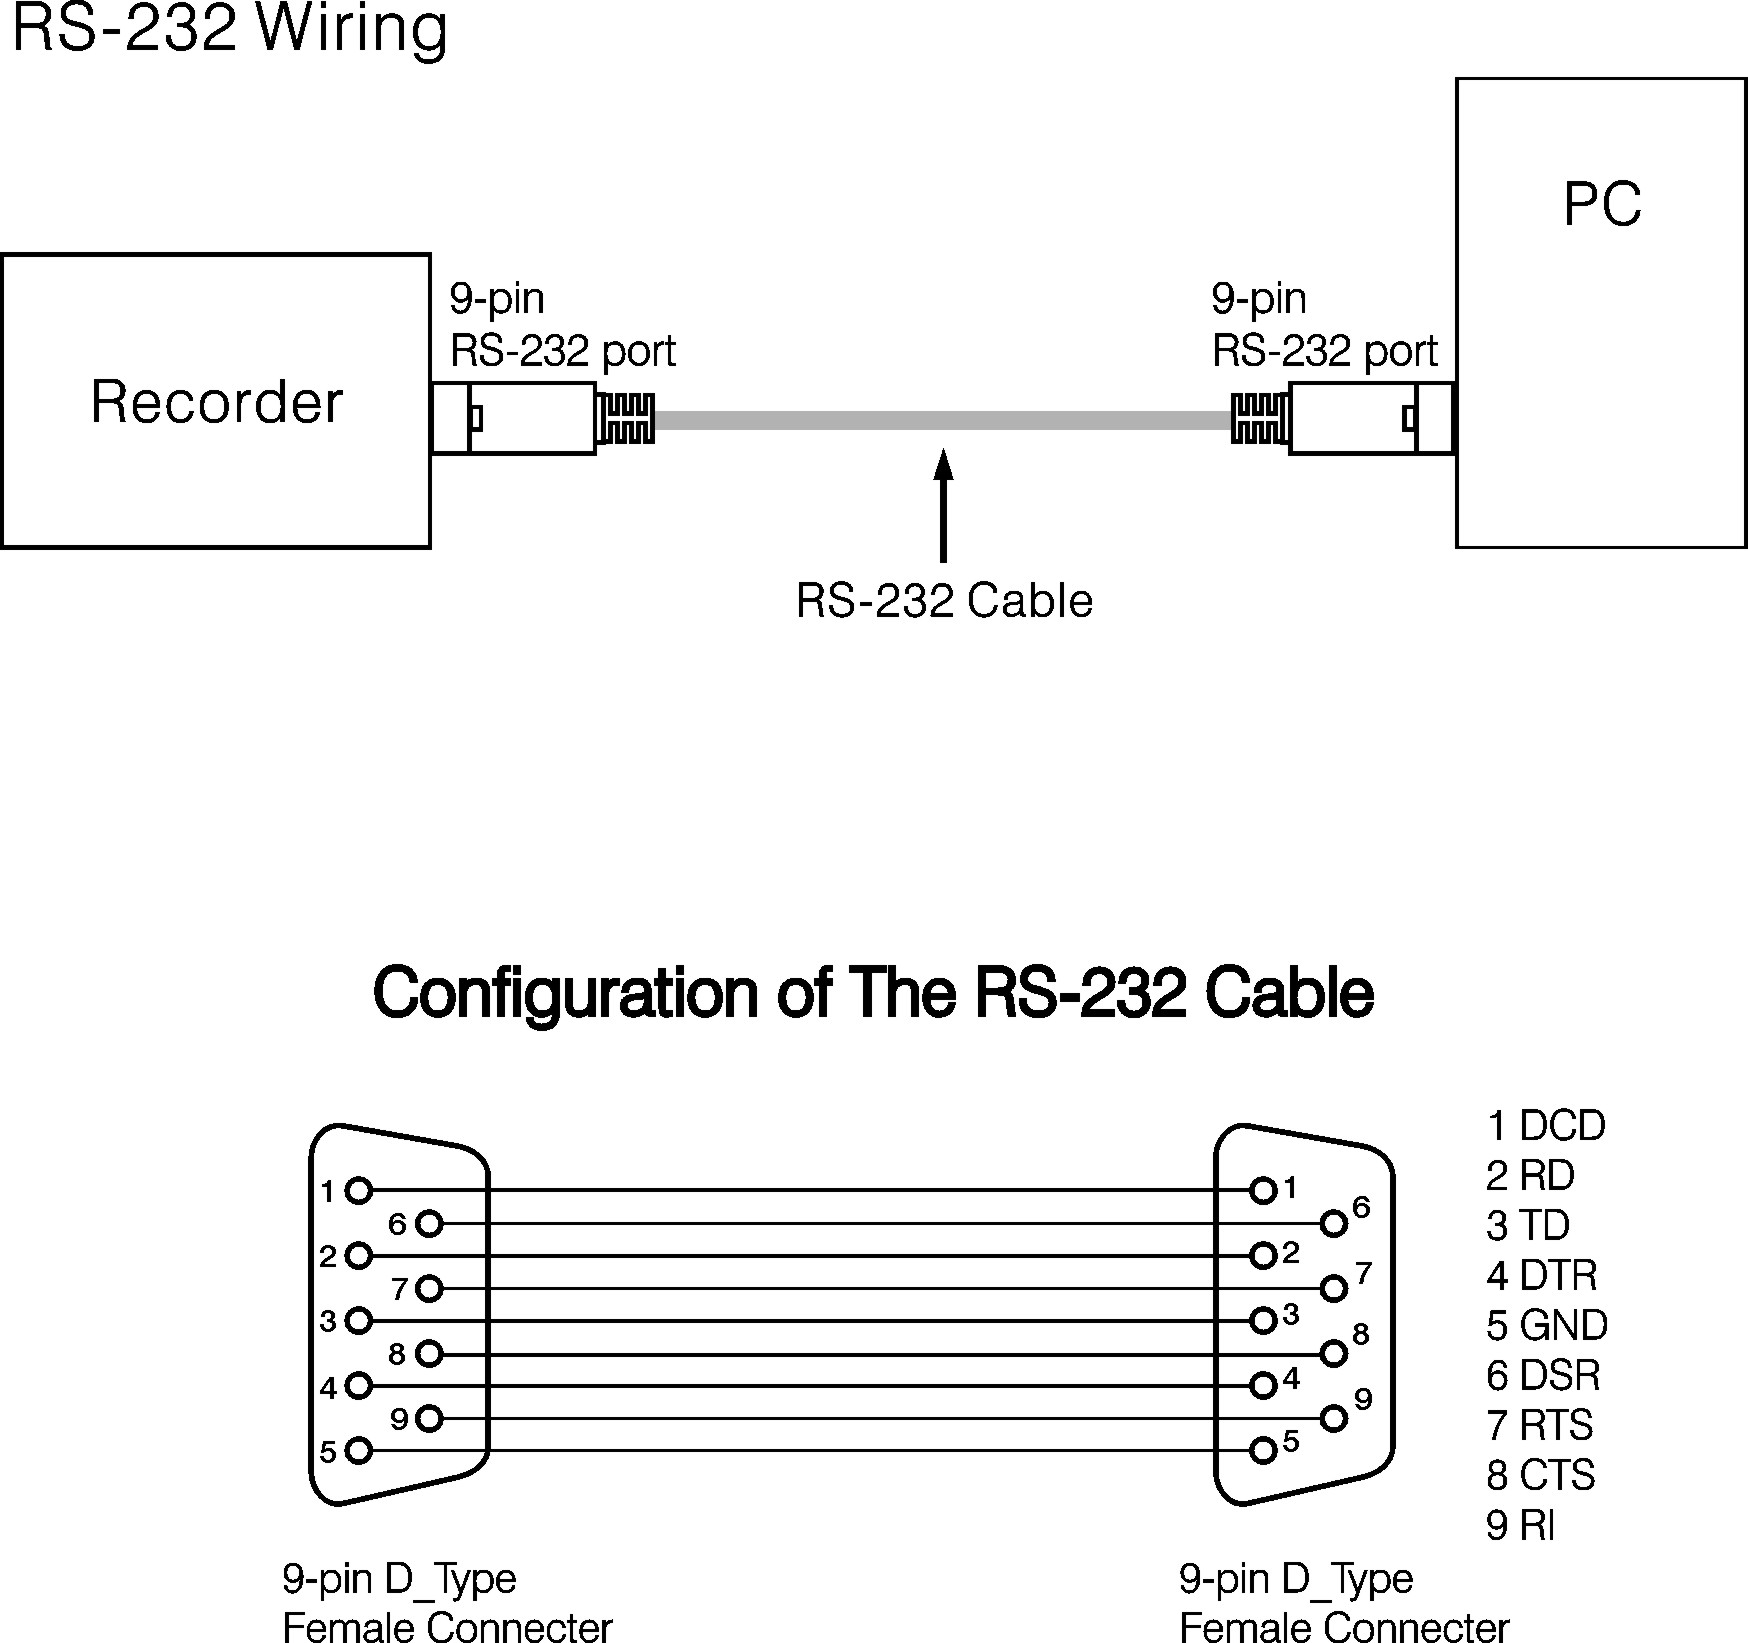 RS-232 Wiring
PC
9-pin
RS-232 port
9-pin
RS-232 port
Recorder
RS-232 Cable
Configuration of The RS-232 Cable
1 DCD
2 RD
3 TD
4 DTR
5 GND
6 DSR
7 RTS
8 CTS
9 RI
1
6
2
7
3
8
4
9
5
1
6
2
7
3
8
4
9
5
9-pin D_Type
Female Connecter
9-pin D_Type
Female Connecter